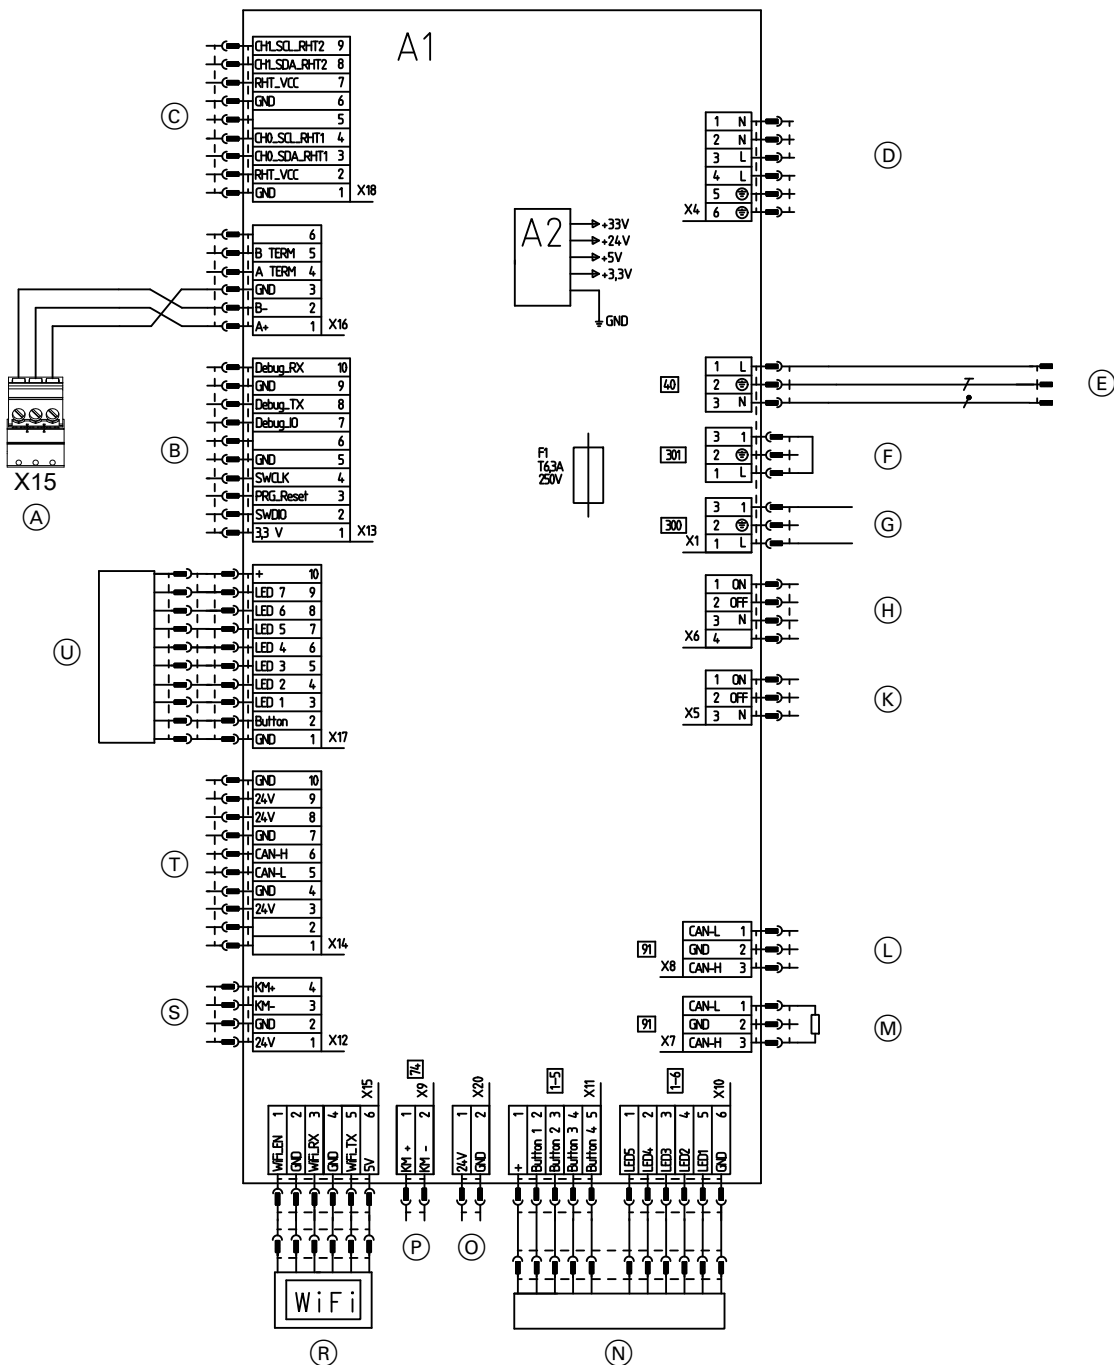 A1
CH1_SCL_RHT2 9
CH1_SDA_RHT2 8
RHT_VCC 7
GND 6
5
CH0_SCL_RHT1 4
CH0_SDA_RHT1 3
RHT_VCC 2
GND 1 X18
C
6
B TERM 5
A TERM 4
GND 3
B- 2
A+ 1 X16
X15
A
Debug_RX 10
GND 9
Debug_TX 8
Debug_IO 7
6
GND 5
SWCLK 4
PRG_Reset 3
SWDIO 2
3,3 V 1 X13
B
+ 10
LED 7 9
LED 6 8
LED 5 7
LED 4 6
LED 3 5
LED 2 4
LED 1 3
Button 2
GND 1 X17
U
GND 10
24V 9
24V 8
GND 7
CAN-H 6
CAN-L 5
GND 4
24V 3
2
1 X14
T
KM+ 4
KM- 3
GND 2
24V 1 X12
S
A2
+33V
+24V
+5V
+3,3V
GND
F1
T6,3A
250V
1 N
2 N
3 L
4 L
5
X4 6
D
1 L
40 2
3 N
E
3 1
301 2
1 L
F
3 1
300 2
X1 1 L
G
1 ON
2 OFF
3 N
X6 4
H
1 ON
2 OFF
X5 3 N
K
CAN-L 1
91 GND 2
X8 CAN-H 3
L
CAN-L 1
91 GND 2
X7 CAN-H 3
M
X15
WiFi_EN 1
GND 2
WiFi_RX 3
GND 4
WiFi_TX 5
5V 6
WiFi
R
74
X9
KM + 1
KM - 2
P
X20
24V 1
GND 2
O
1-5
X11
+ 1
Button 1 2
Button 2 3
Button 3 4
Button 4 5
1-6
X10
LED5 1
LED4 2
LED3 3
LED2 4
LED1 5
GND 6
N